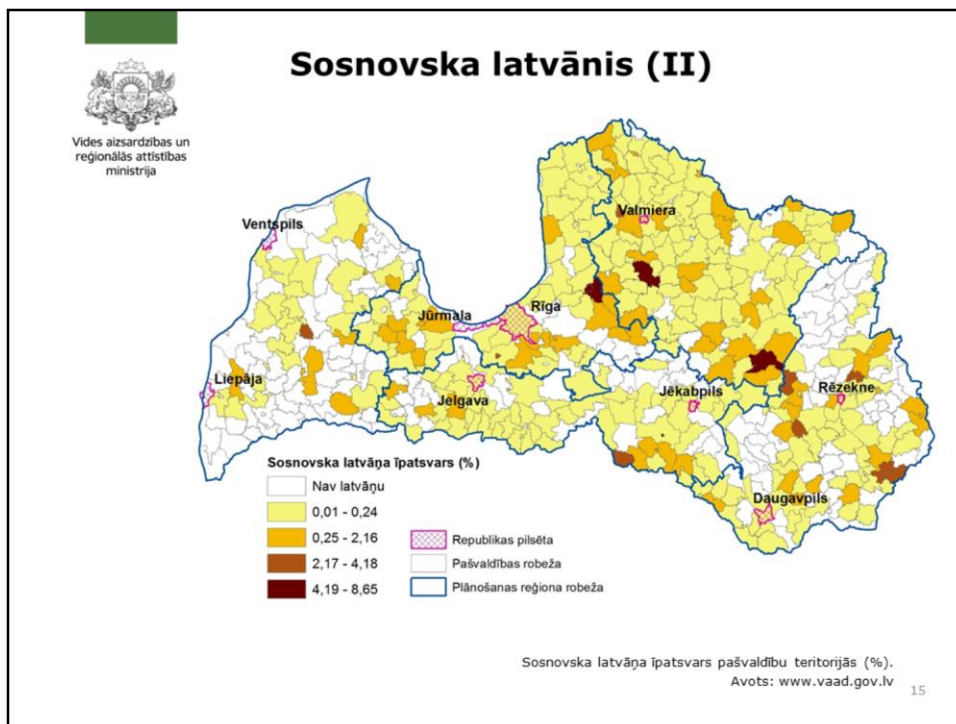 Sosnovska latvānis (II)
Vides aizsardzības un
reģionālās attīstības
ministrija
Ventspils
Valmiera
Jūrmala
Rīga
Liepāja
Jelgava
Jēkabpils
Rēzekne
Daugavpils
Sosnovska latvāņa īpatsvars (%)
Nav latvāņu
0,01 - 0,24
0,25 - 2,16
2,17 - 4,18
4,19 - 8,65
Republikas pilsēta
Pašvaldības robeža
Plānošanas reģiona robeža
Sosnovska latvāņa īpatsvars pašvaldību teritorijās (%).
Avots: www.vaad.gov.lv
15